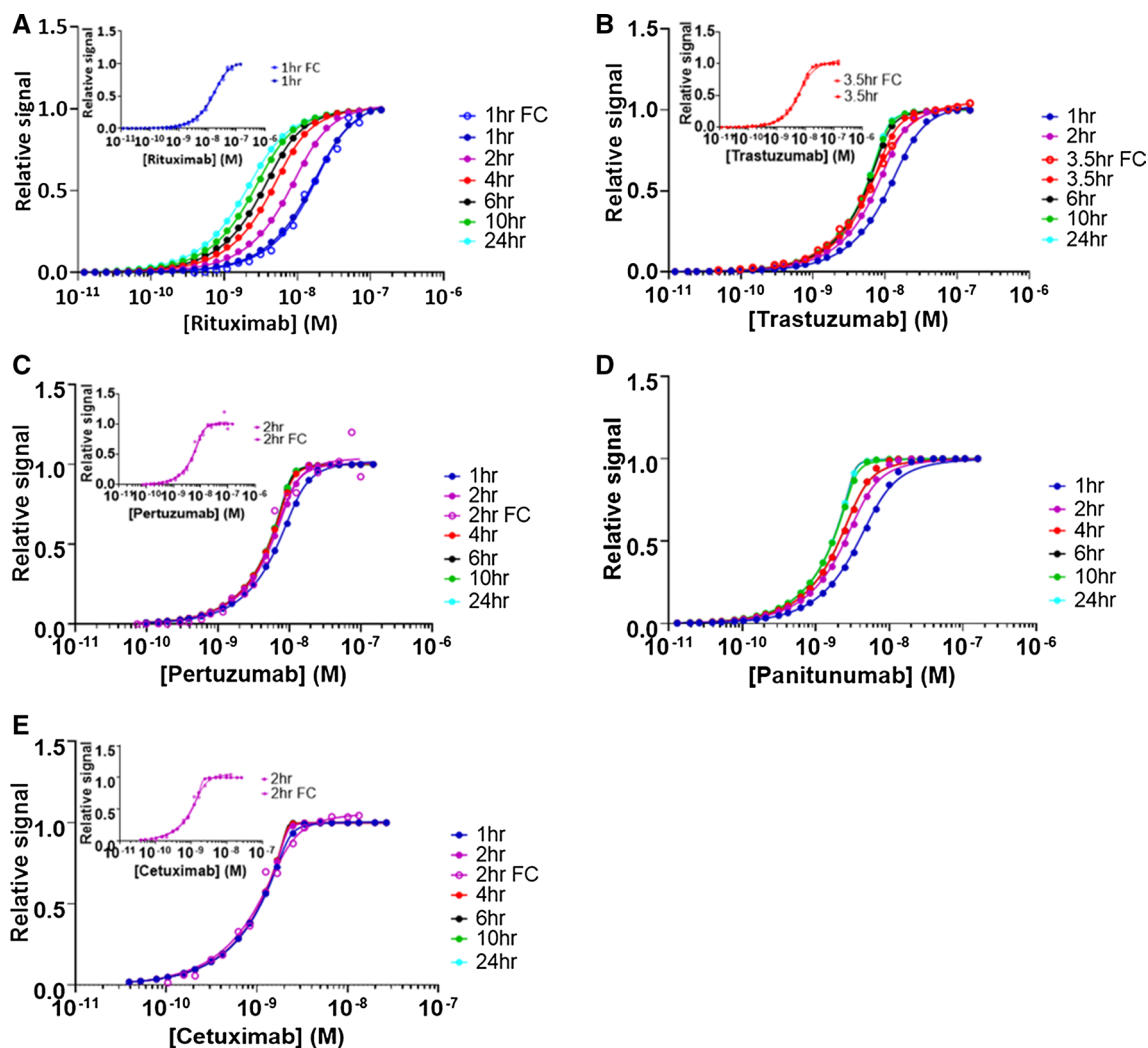 A
Relative signal
1.5
1.0
0.5
0.0
10-11 10-10 10-9 10-8 10-7 10-6
[Rituximab] (M)
Relative signal
1.5
1.0
0.5
0.0
10-11 10-10 10-9 10-8 10-7 10-6
[Rituximab] (M)
1hr FC
1hr
1hr FC
1hr
2hr
4hr
6hr
10hr
24hr
B
Relative signal
1.5
1.0
0.5
0.0
10-11 10-10 10-9 10-8 10-7 10-6
[Trastuzumab] (M)
Relative signal
1.5
1.0
0.5
0.0
10-11 10-10 10-9 10-8 10-7 10-6
[Trastuzumab] (M)
3.5hr FC
3.5hr
1hr
2hr
3.5hr FC
3.5hr
6hr
10hr
24hr
C
Relative signal
1.5
1.0
0.5
0.0
10-11 10-10 10-9 10-8 10-7 10-6
[Pertuzumab] (M)
Relative signal
1.5
1.0
0.5
0.0
10-11 10-10 10-9 10-8 10-7 10-6
[Pertuzumab] (M)
2hr
2hr FC
1hr
2hr
2hr FC
4hr
6hr
10hr
24hr
D
Relative signal
1.5
1.0
0.5
0.0
10-11 10-10 10-9 10-8 10-7 10-6
[Panitunumab] (M)
1hr
2hr
4hr
6hr
10hr
24hr
E
Relative signal
1.5
1.0
0.5
0.0
10-11 10-10 10-9 10-8 10-7
[Cetuximab] (M)
Relative signal
1.5
1.0
0.5
0.0
10-11 10-10 10-9 10-8 10-7
[Cetuximab] (M)
2hr
2hr FC
1hr
2hr
2hr FC
4hr
6hr
10hr
24hr